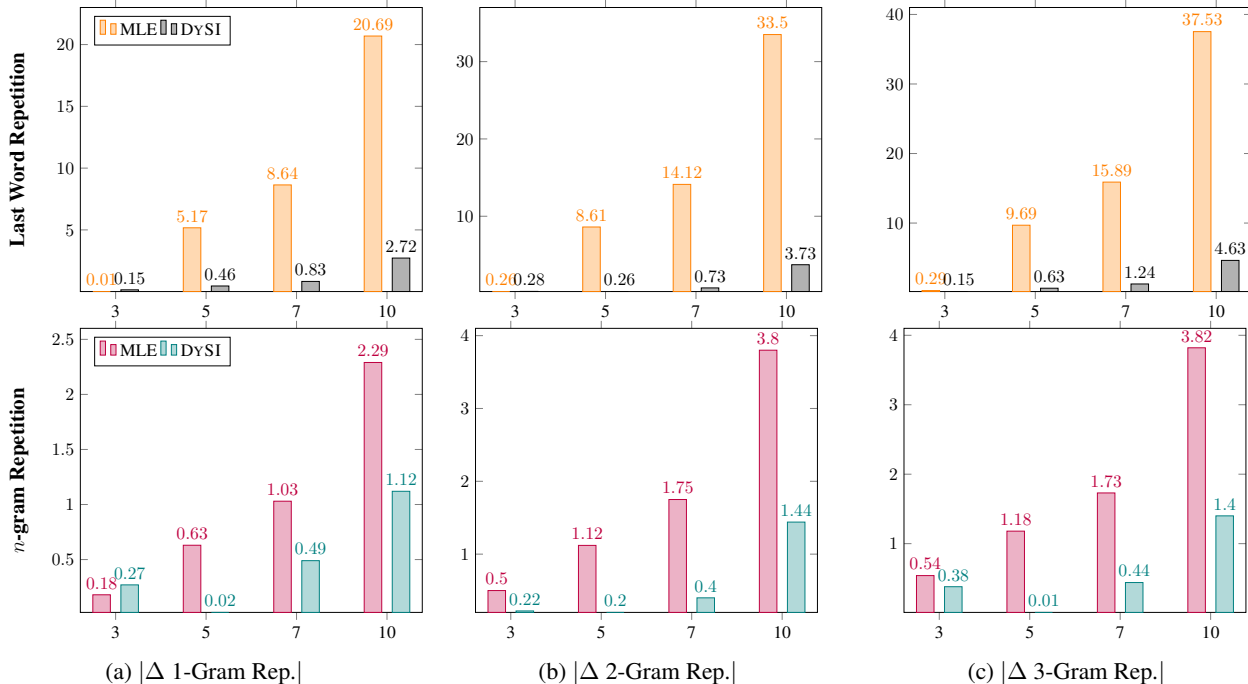 Last Word Repetition
MLE DYSI
20
15
10
5
0.01 0.15 5.17 0.46 8.64 0.83 20.69 2.72
3 5 7 10
30
20
10
0.26 0.28 8.61 0.26 14.12 0.73 33.5 3.73
3 5 7 10
40
30
20
10
0.29 0.15 9.69 0.63 15.89 1.24 37.53 4.63
3 5 7 10
n-gram Repetition
MLE DYSI
2.5
2
1.5
1
0.5
0.18 0.27 0.63 0.02 1.03 0.49 2.29 1.12
3 5 7 10
4
3
2
1
0.5 0.22 1.12 0.2 1.75 0.4 3.8 1.44
3 5 7 10
4
3
2
1
0.54 0.38 1.18 0.01 1.73 0.44 3.82 1.4
3 5 7 10
(a) |Δ 1-Gram Rep.|
(b) |Δ 2-Gram Rep.|
(c) |Δ 3-Gram Rep.|